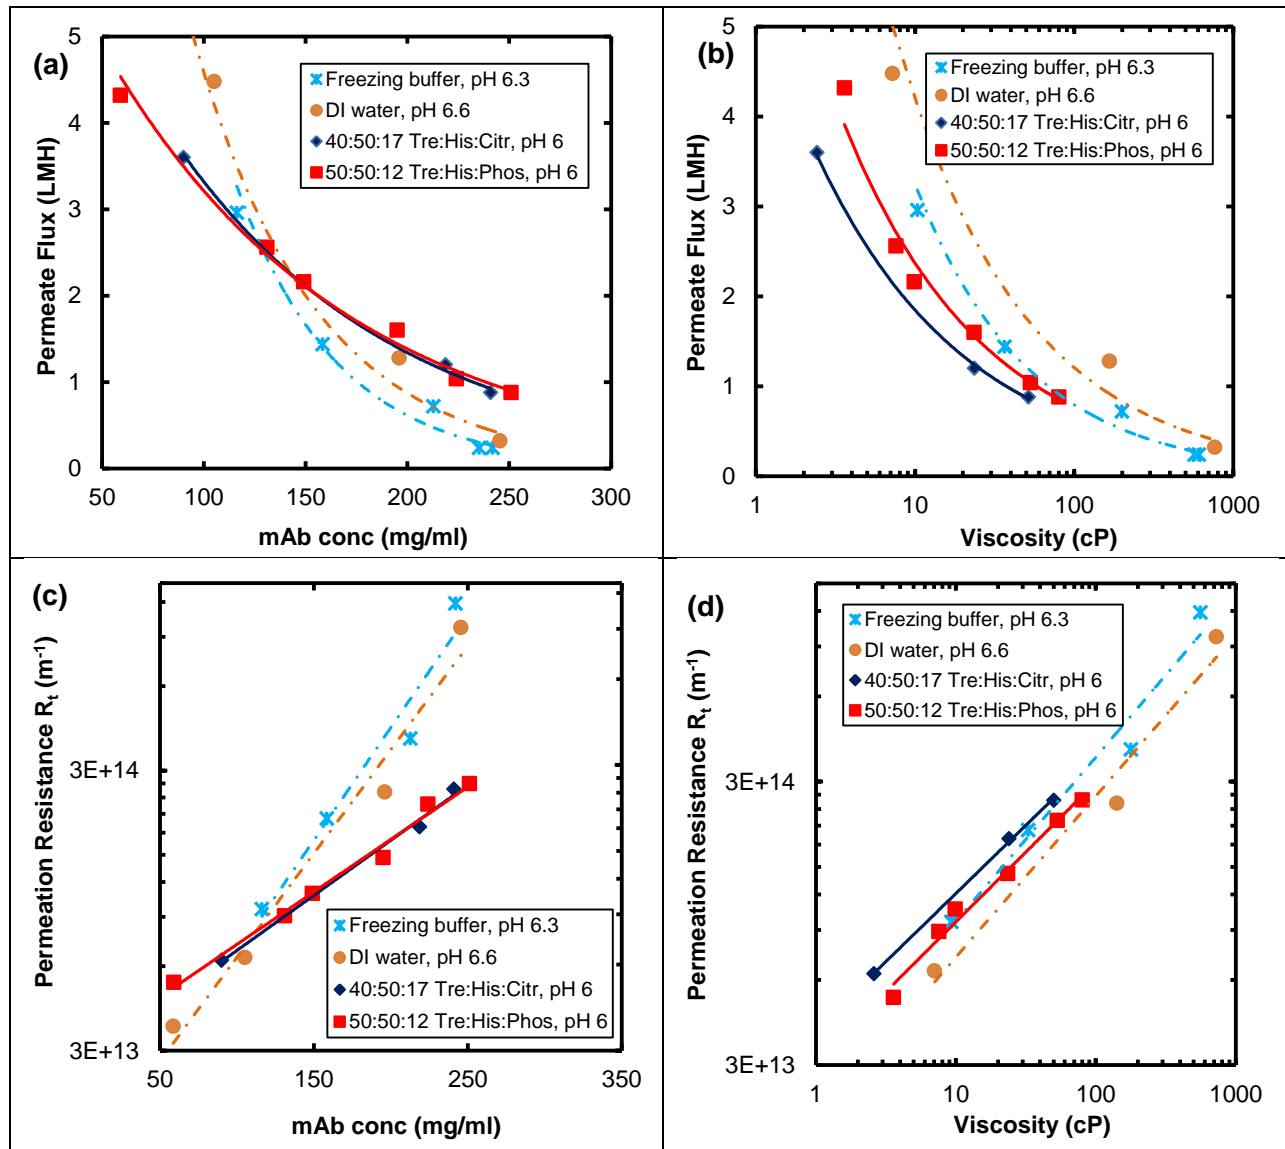 (a)
Permeate Flux (LMH)
5
4
3
2
1
0
50 100 150 200 250 300
mAb conc (mg/ml)
Freezing buffer, pH 6.3
DI water, pH 6.6
40:50:17 Tre:His:Citr, pH 6
50:50:12 Tre:His:Phos, pH 6
(b)
Permeate Flux (LMH)
5
4
3
2
1
0
1 10 100 1000
Viscosity (cP)
Freezing buffer, pH 6.3
DI water, pH 6.6
40:50:17 Tre:His:Citr, pH 6
50:50:12 Tre:His:Phos, pH 6
(c)
Permeation Resistance Rt (m-1)
3E+14
3E+13
50 150 250 350
mAb conc (mg/ml)
Freezing buffer, pH 6.3
DI water, pH 6.6
40:50:17 Tre:His:Citr, pH 6
50:50:12 Tre:His:Phos, pH 6
(d)
Permeation Resistance Rt (m-1)
3E+14
3E+13
1 10 100 1000
Viscosity (cP)
Freezing buffer, pH 6.3
DI water, pH 6.6
40:50:17 Tre:His:Citr, pH 6
50:50:12 Tre:His:Phos, pH 6